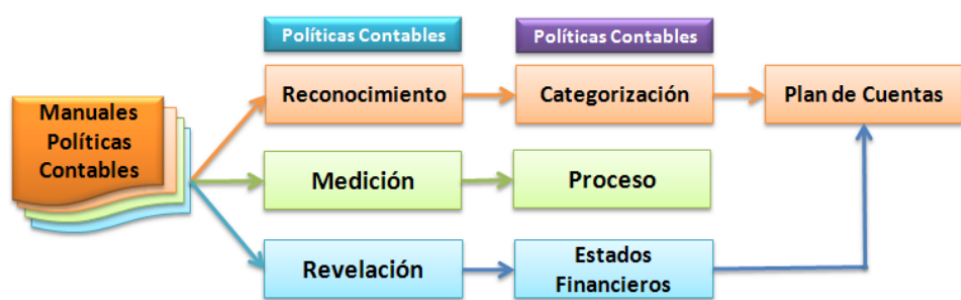 Políticas Contables
Políticas Contables
Manuales
Políticas
Contables
Reconocimiento
Categorización
Plan de Cuentas
Medición
Proceso
Revelación
Estados
Financieros